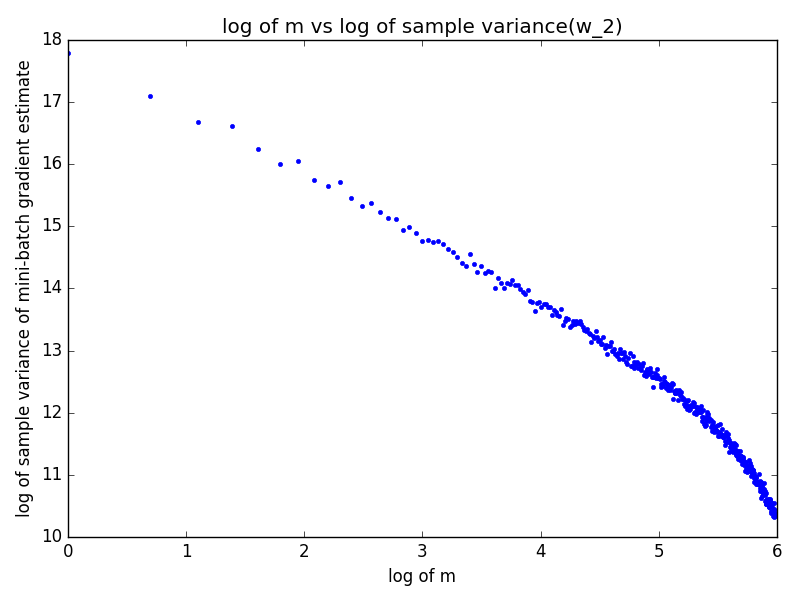 log of m vs log of sample variance(w_2)
log of sample variance of mini-batch gradient estimate
18
17
16
15
14
13
12
11
10
0 1 2 3 4 5 6
log of m